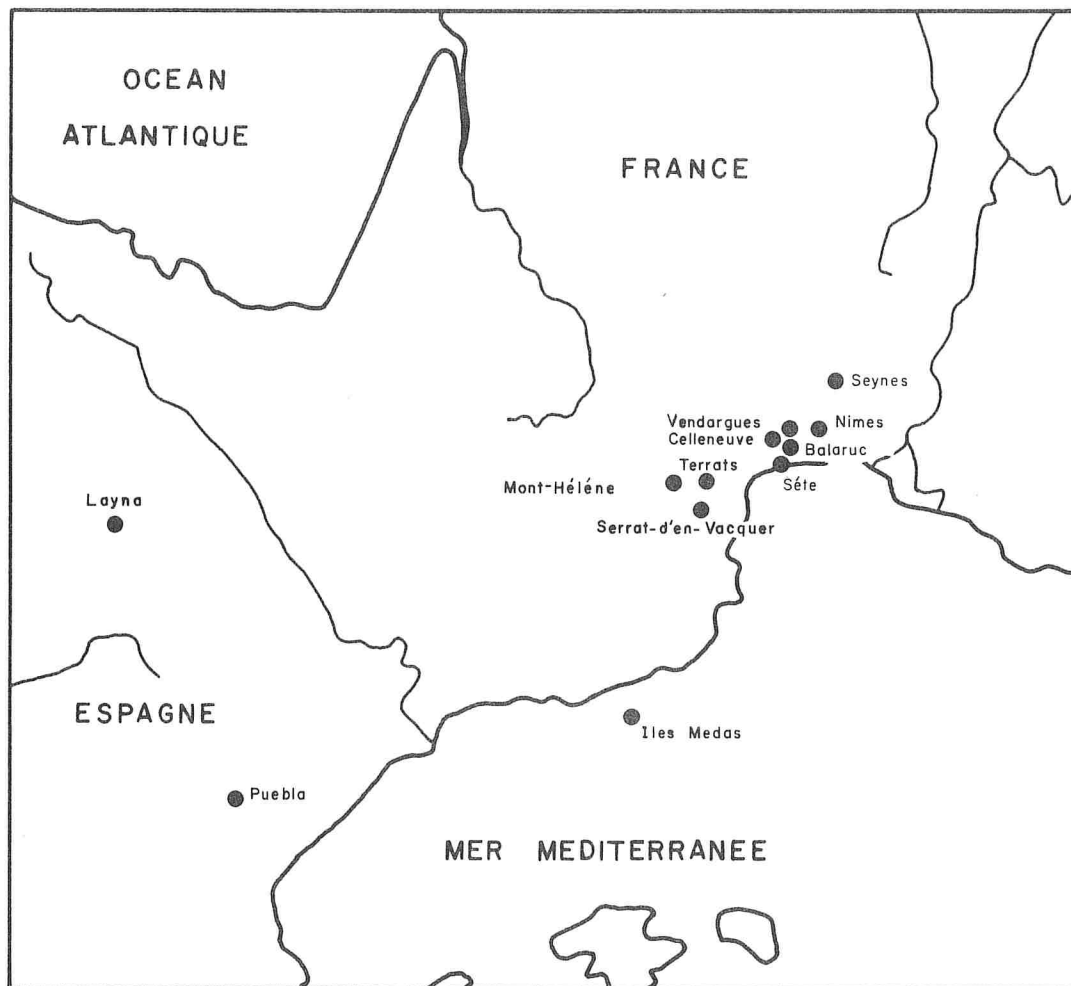 OCEAN
ATLANTIQUE
FRANCE
Seynes
Vendargues
Nimes
Celleneuve
Balaruc
Terrats
Mont-Héléne
Séte
Layna
Serrat-d'en-Vacquer
ESPAGNE
Iles Medas
Puebla
MER MEDITERRANEE